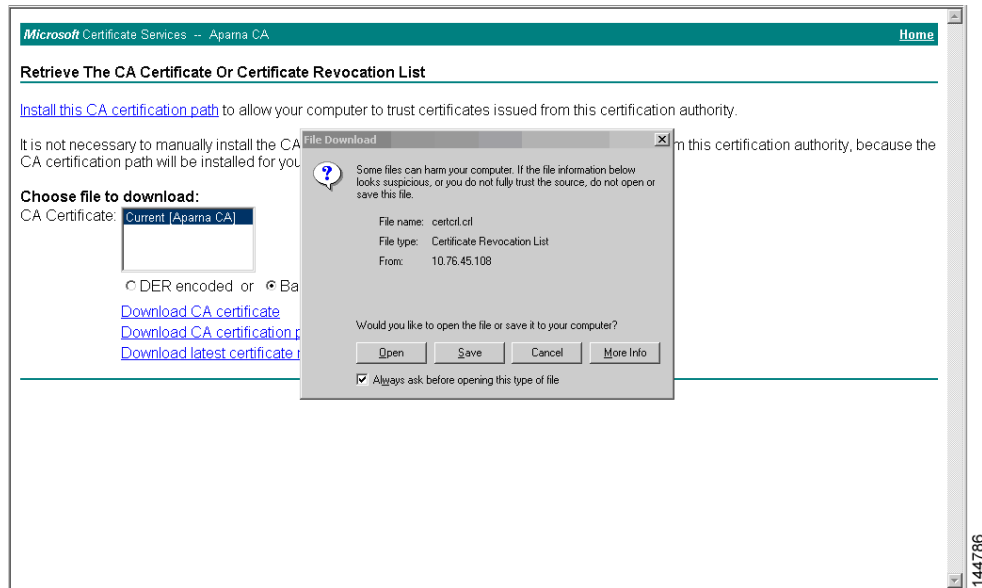 Microsoft Certificate Services -- Aparna CA Home
Retrieve The CA Certificate Or Certificate Revocation List
Install this CA certification path to allow your computer to trust certificates issued from this certification authority.
It is not necessary to manually install the CA m this certification authority, because the
CA certification path will be installed for you
Choose file to download:
CA Certificate: Current [Aparna CA]
DER encoded or Ba
Download CA certificate
Download CA certification p
Download latest certificate r
File Download
Some files can harm your computer. If the file information below
looks suspicious, or you do not fully trust the source, do not open or
save this file.
File name: certcrl.crl
File type: Certificate Revocation List
From: 10.76.45.108
Would you like to open the file or save it to your computer?
Open Save Cancel More Info
Always ask before opening this type of file
144786